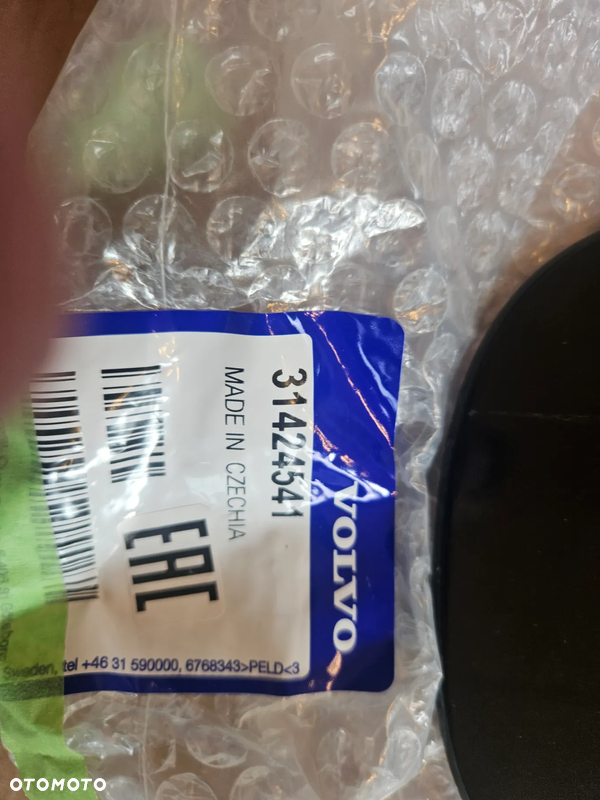 VOLVO
31424541
MADE IN CZECHIA
EAC
Sweden, tel +46 31 590000, 6768343>PELD<3
OTOMOTO